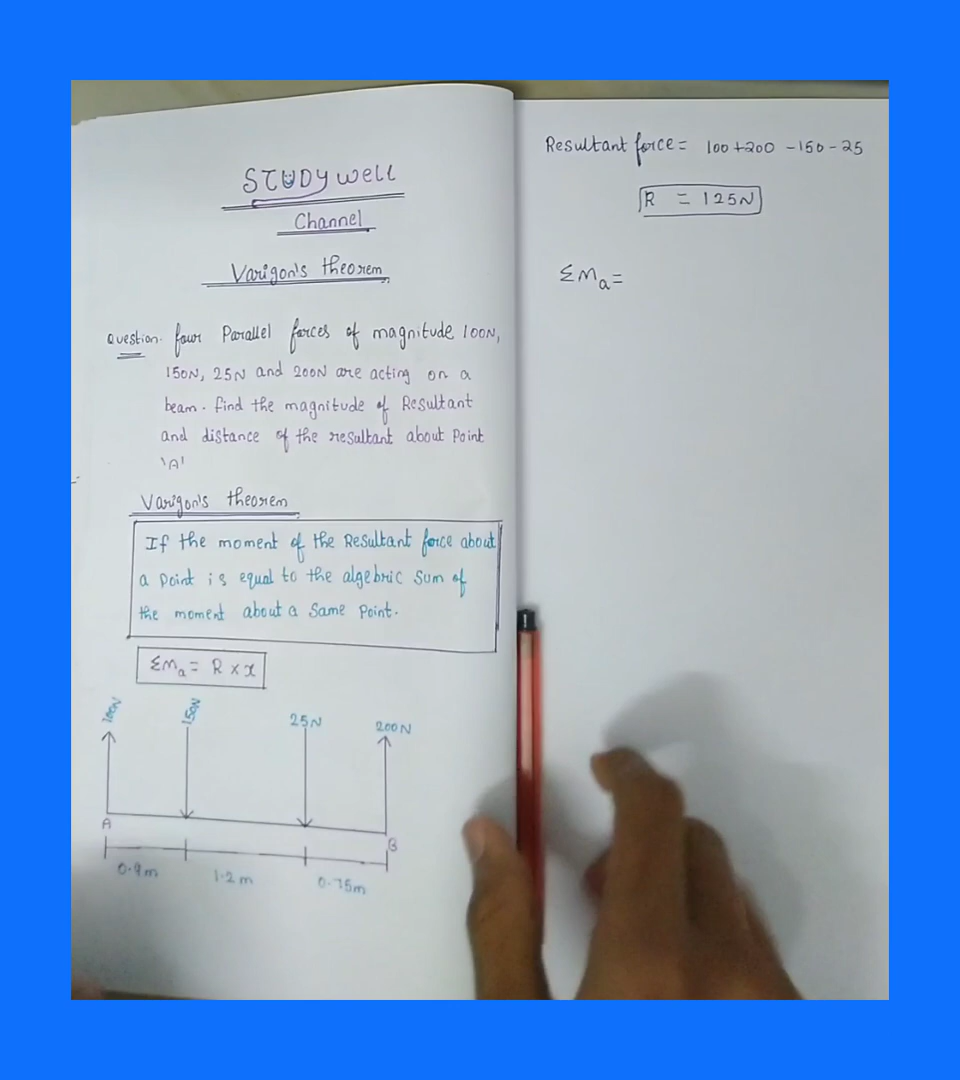 STUDY well
Channel
Varigon's theorem
Question. four Parallel forces of magnitude 100N,
150N, 25N and 200N are acting on a
beam. find the magnitude of Resultant
and distance of the resultant about Point
'A'
Varigon's theorem
If the moment of the Resultant force about
a point is equal to the algebric sum of
the moment about a same point.
ΣMa = R × x
100N 150N 25N 200N
A B
0.9m 1.2m 0.75m
Resultant force = 100 +200 -150 -25
R = 125N
ΣMa =